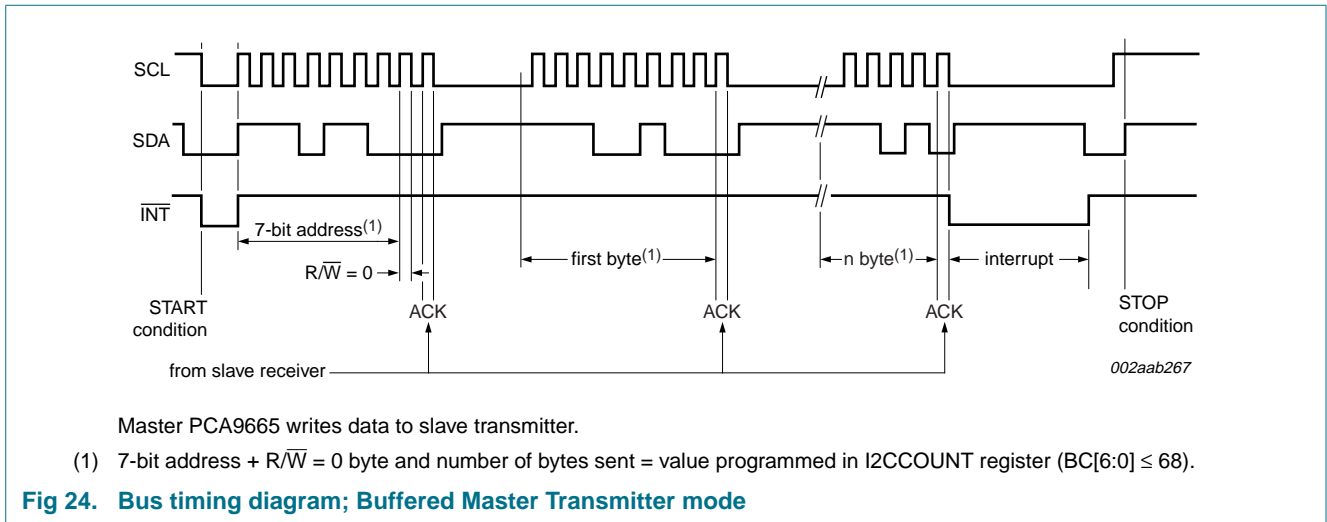 SCL
SDA
INT
7-bit address(1)
R/W = 0
first byte(1)
n byte(1)
interrupt
START
condition
ACK
ACK
ACK
STOP
condition
from slave receiver
002aab267
Master PCA9665 writes data to slave transmitter.
(1) 7-bit address + R/W = 0 byte and number of bytes sent = value programmed in I2CCOUNT register (BC[6:0] ≤ 68).
Fig 24. Bus timing diagram; Buffered Master Transmitter mode